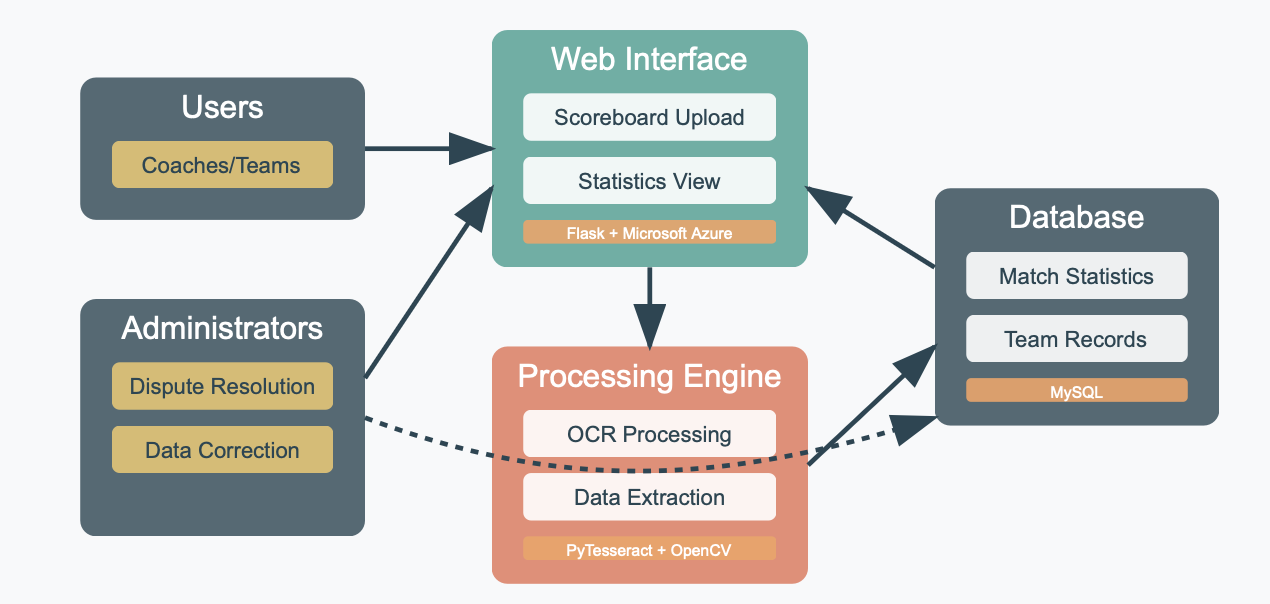 Users
Coaches/Teams
Administrators
Dispute Resolution
Data Correction
Web Interface
Scoreboard Upload
Statistics View
Flask + Microsoft Azure
Processing Engine
OCR Processing
Data Extraction
PyTesseract + OpenCV
Database
Match Statistics
Team Records
MySQL